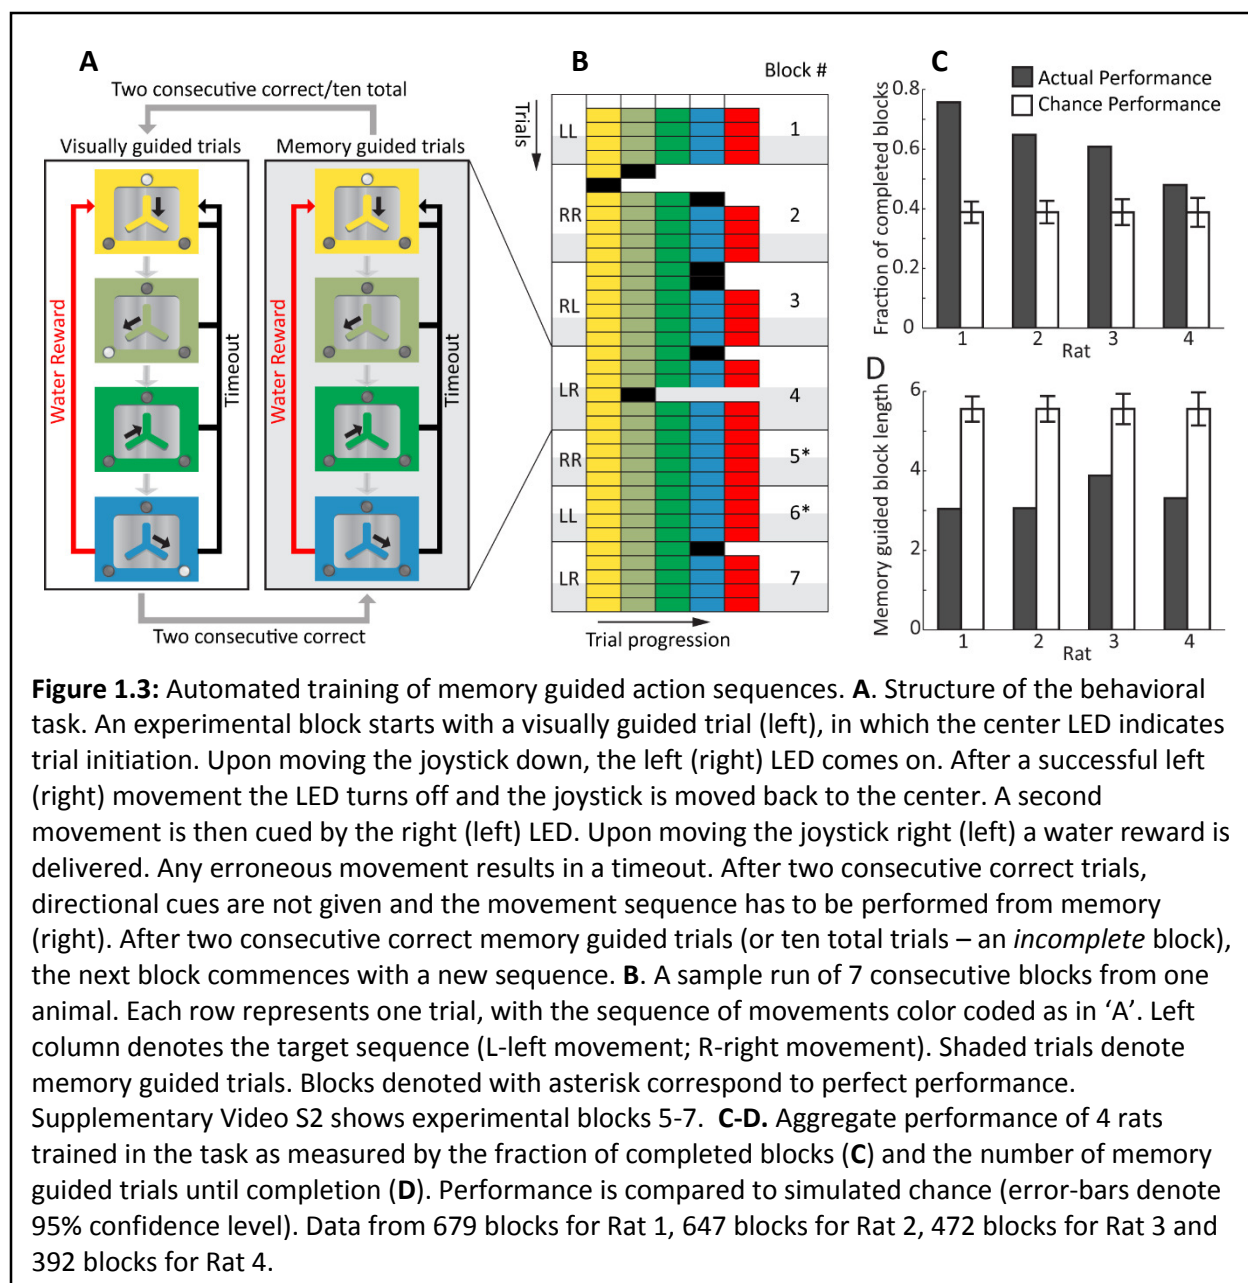 A
Two consecutive correct/ten total
Visually guided trials
Memory guided trials
Water Reward
Timeout
Water Reward
Timeout
Two consecutive correct
B
Block #
Trials
LL
1
RR
2
RL
3
LR
4
RR
5*
LL
6*
LR
7
Trial progression
C
Actual Performance
Chance Performance
Fraction of completed blocks
0.8
0.6
0.4
0.2
0
1
2
3
4
Rat
D
Memory guided block length
6
4
2
0
1
2
3
4
Rat
Figure 1.3: Automated training of memory guided action sequences. A. Structure of the behavioral
task. An experimental block starts with a visually guided trial (left), in which the center LED indicates
trial initiation. Upon moving the joystick down, the left (right) LED comes on. After a successful left
(right) movement the LED turns off and the joystick is moved back to the center. A second
movement is then cued by the right (left) LED. Upon moving the joystick right (left) a water reward is
delivered. Any erroneous movement results in a timeout. After two consecutive correct trials,
directional cues are not given and the movement sequence has to be performed from memory
(right). After two consecutive correct memory guided trials (or ten total trials – an incomplete block),
the next block commences with a new sequence. B. A sample run of 7 consecutive blocks from one
animal. Each row represents one trial, with the sequence of movements color coded as in ‘A’. Left
column denotes the target sequence (L-left movement; R-right movement). Shaded trials denote
memory guided trials. Blocks denoted with asterisk correspond to perfect performance.
Supplementary Video S2 shows experimental blocks 5-7. C-D. Aggregate performance of 4 rats
trained in the task as measured by the fraction of completed blocks (C) and the number of memory
guided trials until completion (D). Performance is compared to simulated chance (error-bars denote
95% confidence level). Data from 679 blocks for Rat 1, 647 blocks for Rat 2, 472 blocks for Rat 3 and
392 blocks for Rat 4.